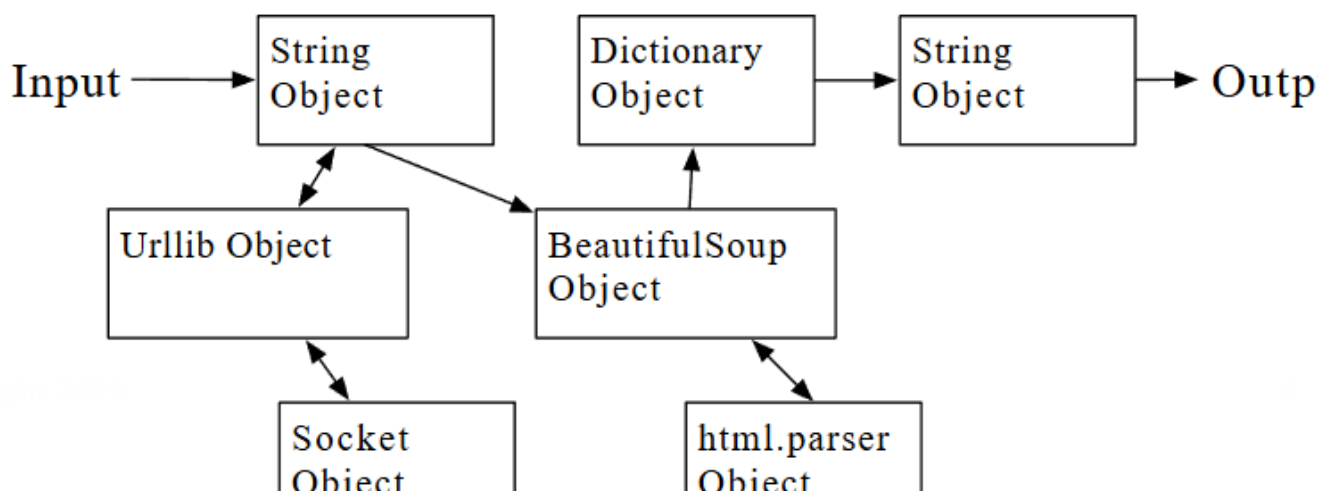 Input
String
Object
Dictionary
Object
String
Object
Outp
Urllib Object
BeautifulSoup
Object
Socket
Object
html.parser
Object